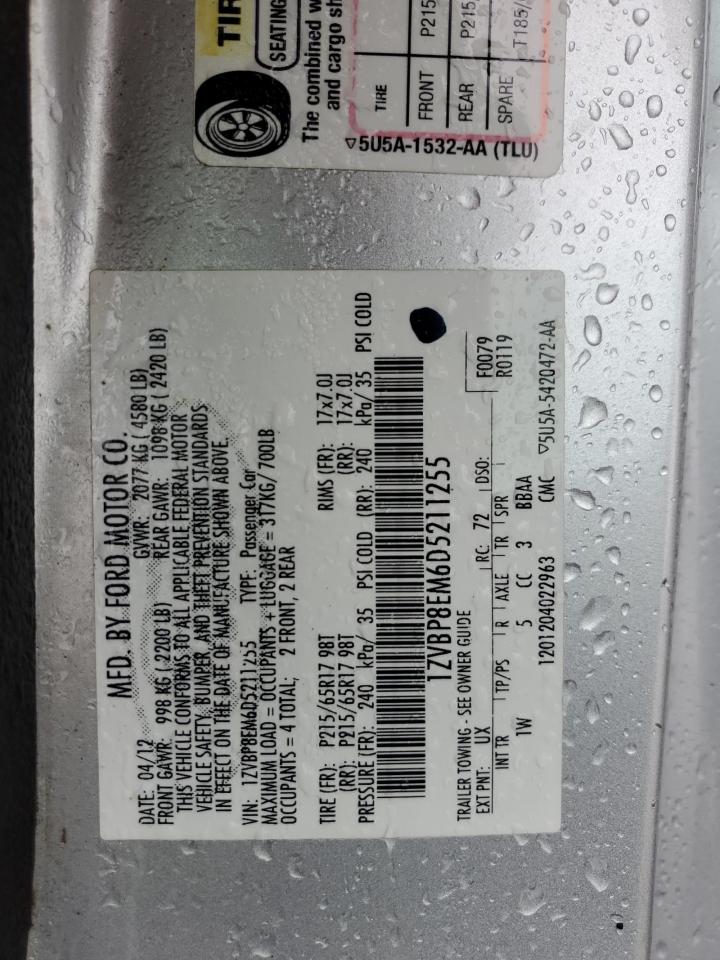 TIR
SEATING
The combined w
and cargo sh
TIRE
FRONT P215
REAR P215
SPARE T185/
▽5U5A-1532-AA (TLU)
MFD. BY FORD MOTOR CO.
DATE: 04/12 GVWR: 2077 KG ( 4580 LB)
FRONT GAWR: 998 KG ( 2200 LB) REAR GAWR: 1098 KG ( 2420 LB)
THIS VEHICLE CONFORMS TO ALL APPLICABLE FEDERAL MOTOR
VEHICLE SAFETY, BUMPER, AND THEFT PREVENTION STANDARDS
IN EFFECT ON THE DATE OF MANUFACTURE SHOWN ABOVE.
VIN: 1ZVBP8EM6D5211255 TYPE: Passenger Car
MAXIMUM LOAD = OCCUPANTS + LUGGAGE = 317KG/ 700LB
OCCUPANTS = 4 TOTAL; 2 FRONT, 2 REAR
TIRE (FR): P215/65R17 98T RIMS (FR): 17x7.0J
(RR): P215/65R17 98T (RR): 17x7.0J
PRESSURE (FR): 240 kPa/ 35 PSI COLD (RR): 240 kPa/ 35 PSI COLD
1ZVBP8EM6D5211255
TRAILER TOWING - SEE OWNER GUIDE
EXT PNT: UX RC: 72 DSO: F0079
R0119
INT TR TP/PS R AXLE TR SPR
1W 5 CC 3 BBAA
1201204022963 CMC ▽5U5A-5420472-AA